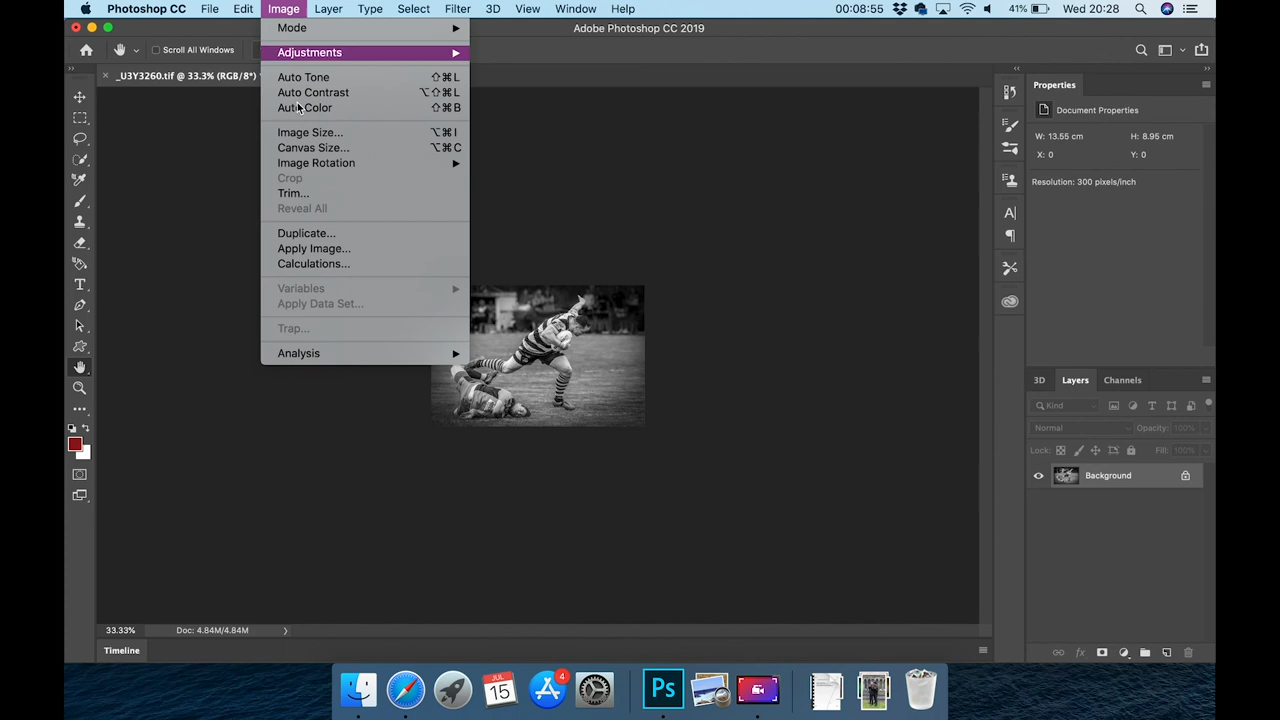 Photoshop CC File Edit Image Layer Type Select Filter 3D View Window Help 00:08:55 41% Wed 20:28
Adobe Photoshop CC 2019
Scroll All Windows
_U3Y3260.tif @ 33.3% (RGB/8*)
Mode
Adjustments
Auto Tone ⇧⌘L
Auto Contrast ⌥⇧⌘L
Auto Color ⇧⌘B
Image Size... ⌥⌘I
Canvas Size... ⌥⌘C
Image Rotation
Crop
Trim...
Reveal All
Duplicate...
Apply Image...
Calculations...
Variables
Apply Data Set...
Trap...
Analysis
Properties
Document Properties
W: 13.55 cm H: 8.95 cm
X: 0 Y: 0
Resolution: 300 pixels/inch
3D Layers Channels
Kind
Normal Opacity: 100%
Lock: Fill: 100%
Background
33.33% Doc: 4.84M/4.84M
Timeline
JUL
15
4
Ps